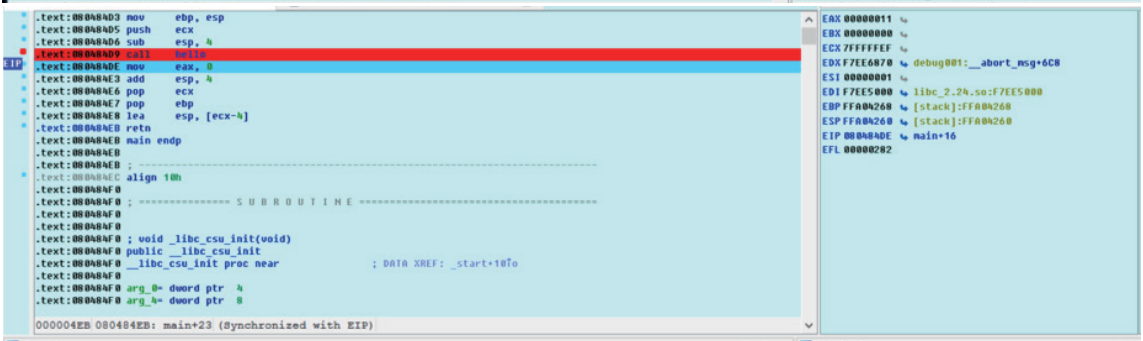 .text:080484D3 mov ebp, esp
.text:080484D5 push ecx
.text:080484D6 sub esp, 4
.text:080484D9 call hello
EIP .text:080484DE mov eax, 0
.text:080484E3 add esp, 4
.text:080484E6 pop ecx
.text:080484E7 pop ebp
.text:080484E8 lea esp, [ecx-4]
.text:080484EB retn
.text:080484EB main endp
.text:080484EB
.text:080484EB ; ---------------------------------------------------------------------------
.text:080484EC align 10h
.text:080484F0
.text:080484F0 ; =============== S U B R O U T I N E =======================================
.text:080484F0
.text:080484F0
.text:080484F0 ; void _libc_csu_init(void)
.text:080484F0 public __libc_csu_init
.text:080484F0 __libc_csu_init proc near ; DATA XREF: _start+10↑o
.text:080484F0
.text:080484F0 arg_0= dword ptr 4
.text:080484F0 arg_4= dword ptr 8
000004EB 080484EB: main+23 (Synchronized with EIP)
EAX 00000011
EBX 00000000
ECX 7FFFFFEF
EDX F7EE6870 debug001:__abort_msg+6C8
ESI 00000001
EDI F7EE5000 libc_2.24.so:F7EE5000
EBP FFA04268 [stack]:FFA04268
ESP FFA04260 [stack]:FFA04260
EIP 080484DE main+16
EFL 00000282